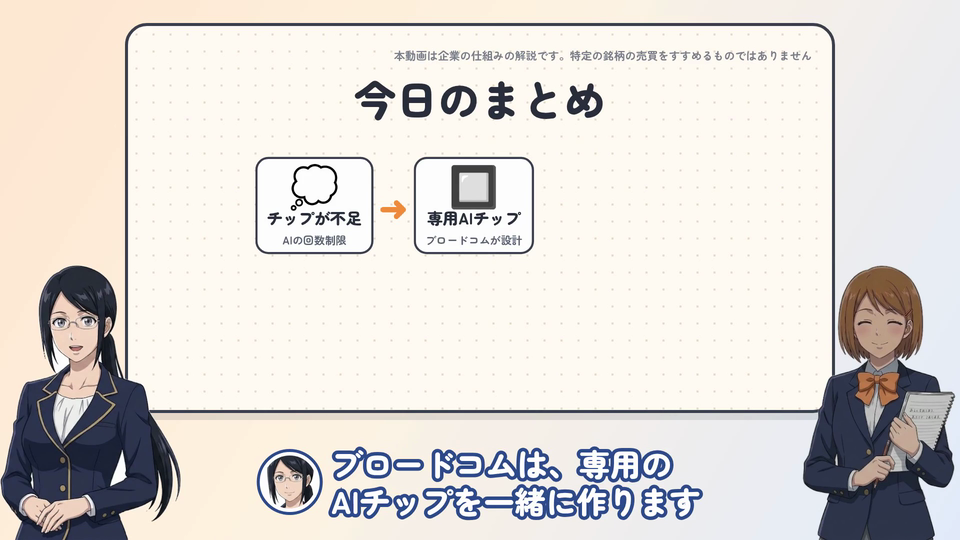 本動画は企業の仕組みの解説です。特定の銘柄の売買をすすめるものではありません
今日のまとめ
チップが不足
AIの回数制限
専用AIチップ
ブロードコムが設計
ブロードコムは、専用の
AIチップを一緒に作ります